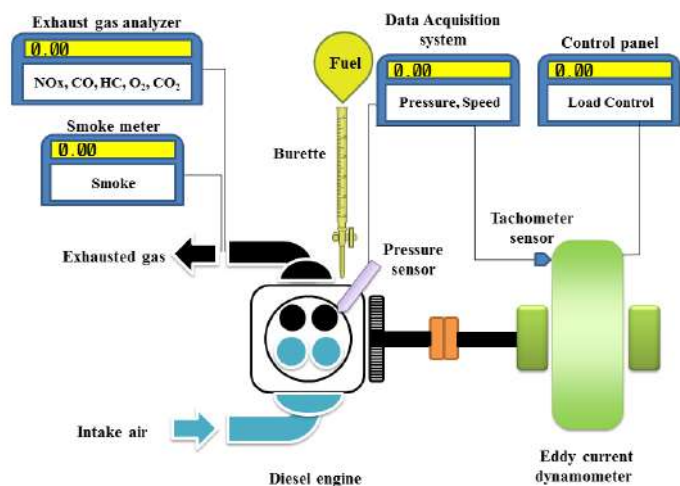 Exhaust gas analyzer
0.00
NOx, CO, HC, O₂, CO₂
Smoke meter
0.00
Smoke
Fuel
Burette
Data Acquisition
system
0.00
Pressure, Speed
Control panel
0.00
Load Control
Tachometer
sensor
Exhausted gas
Pressure
sensor
Intake air
Diesel engine
Eddy current
dynamometer